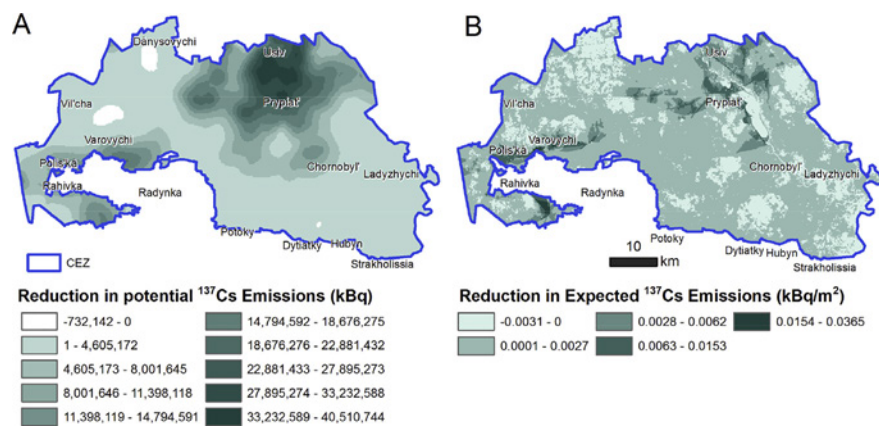 A
Danysovychi
Usiv
Vil'cha
Prypiat'
Varovychi
Polis'ka
Rahivka
Radynka
Chornobyl'
Ladyzhychi
Potoky
Dytiatky
Hubyn
Strakholissia
CEZ
Reduction in potential ¹³⁷Cs Emissions (kBq)
-732,142 - 0
1 - 4,605,172
4,605,173 - 8,001,645
8,001,646 - 11,398,118
11,398,119 - 14,794,591
14,794,592 - 18,676,275
18,676,276 - 22,881,432
22,881,433 - 27,895,273
27,895,274 - 33,232,588
33,232,589 - 40,510,744
B
Usiv
Vil'cha
Prypiat'
Varovychi
Polis'ka
Rahivka
Radynka
Chornobyl'
Ladyzhychi
Potoky
Dytiatky
Hubyn
Strakholissia
10
km
Reduction in Expected ¹³⁷Cs Emissions (kBq/m²)
-0.0031 - 0
0.0001 - 0.0027
0.0028 - 0.0062
0.0063 - 0.0153
0.0154 - 0.0365